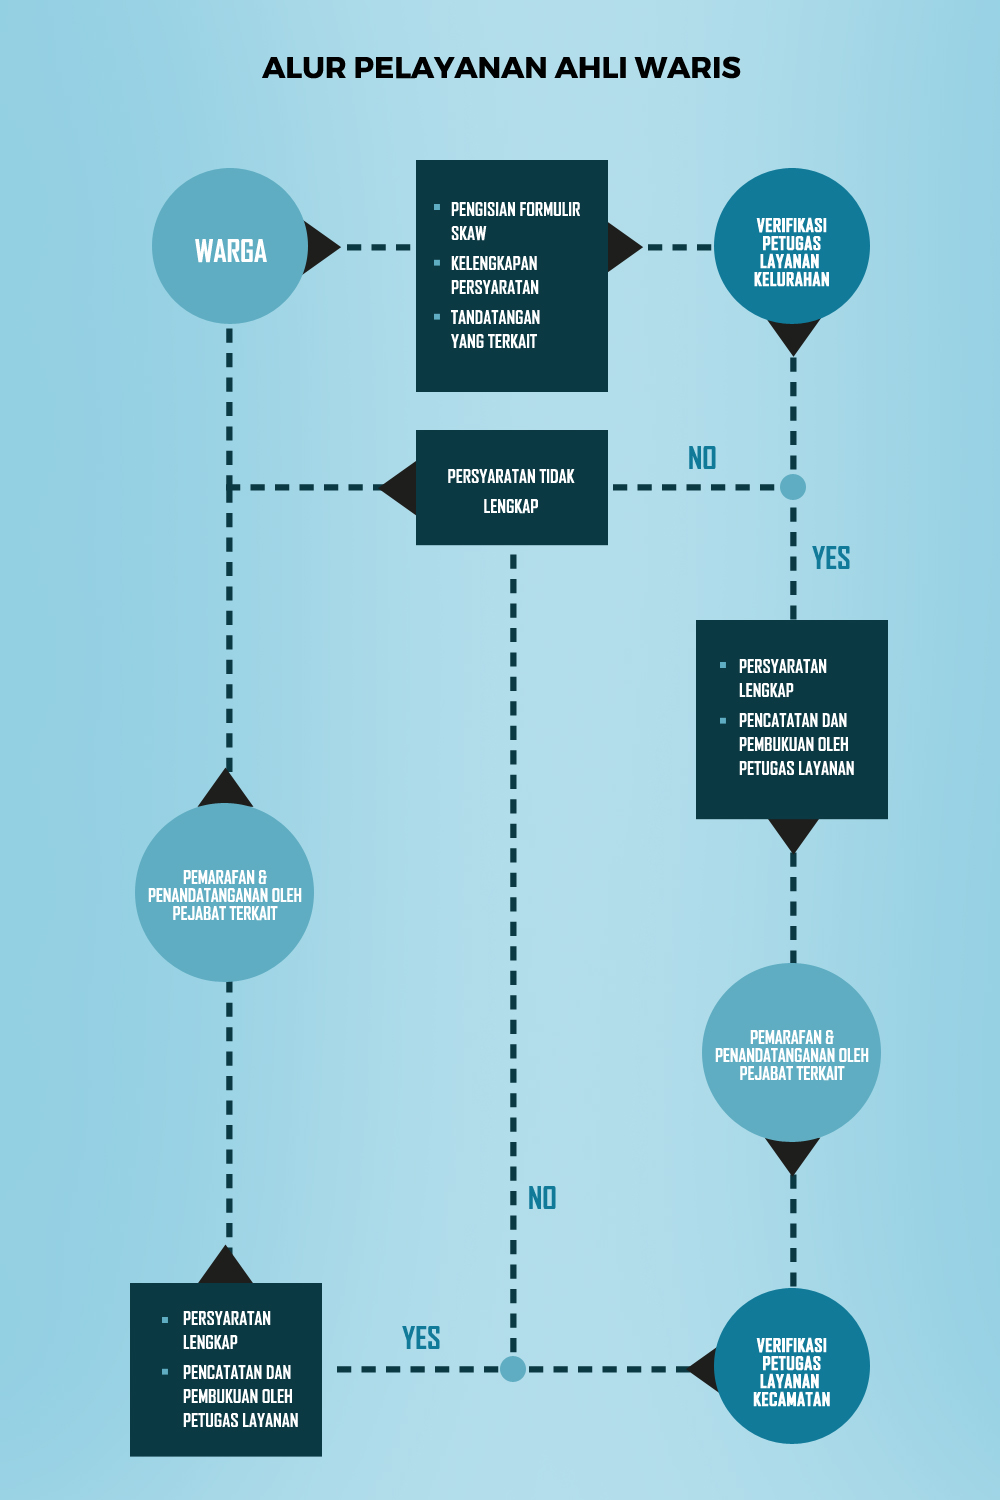 ALUR PELAYANAN AHLI WARIS
WARGA
PENGISIAN FORMULIR
SKAW
KELENGKAPAN
PERSYARATAN
TANDATANGAN
YANG TERKAIT
VERIFIKASI
PETUGAS
LAYANAN
KELURAHAN
PERSYARATAN TIDAK
LENGKAP
NO
YES
PERSYARATAN
LENGKAP
PENCATATAN DAN
PEMBUKUAN OLEH
PETUGAS LAYANAN
PEMARAFAN &
PENANDATANGANAN OLEH
PEJABAT TERKAIT
PEMARAFAN &
PENANDATANGANAN OLEH
PEJABAT TERKAIT
NO
YES
PERSYARATAN
LENGKAP
PENCATATAN DAN
PEMBUKUAN OLEH
PETUGAS LAYANAN
VERIFIKASI
PETUGAS
LAYANAN
KECAMATAN